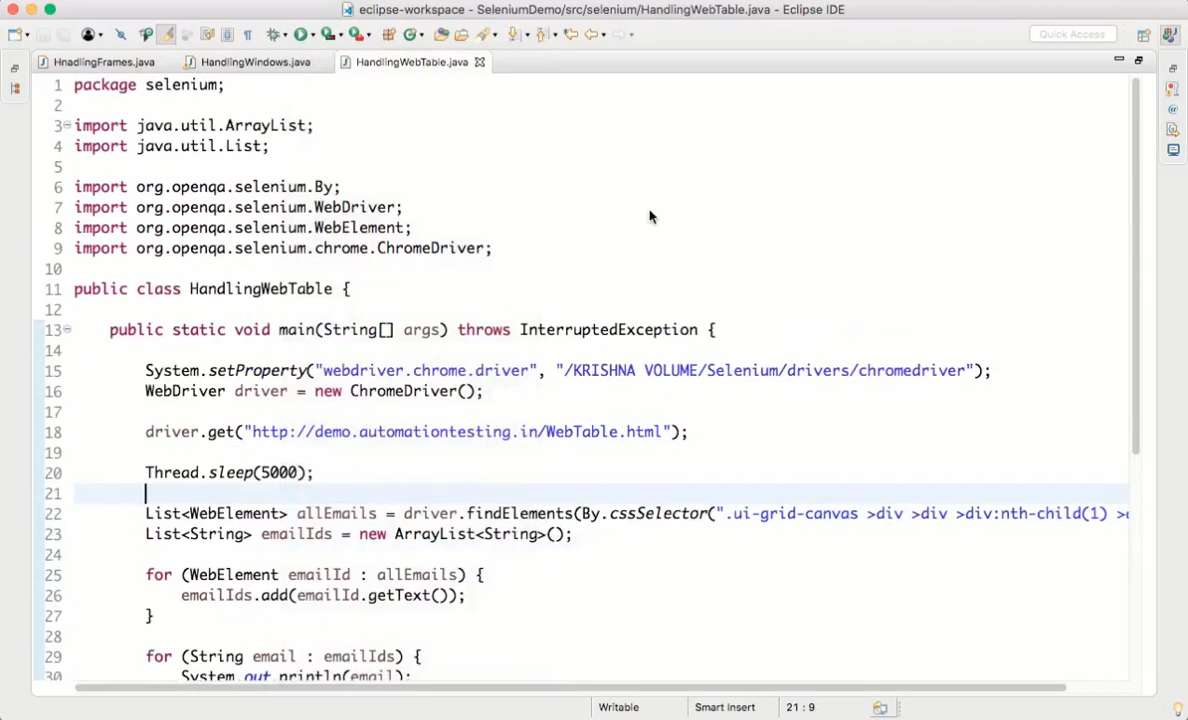 eclipse-workspace - SeleniumDemo/src/selenium/HandlingWebTable.java - Eclipse IDE
Quick Access
HnadlingFrames.java HandlingWindows.java HandlingWebTable.java
1 package selenium;
2
3 import java.util.ArrayList;
4 import java.util.List;
5
6 import org.openqa.selenium.By;
7 import org.openqa.selenium.WebDriver;
8 import org.openqa.selenium.WebElement;
9 import org.openqa.selenium.chrome.ChromeDriver;
10
11 public class HandlingWebTable {
12
13 public static void main(String[] args) throws InterruptedException {
14
15 System.setProperty("webdriver.chrome.driver", "/KRISHNA VOLUME/Selenium/drivers/chromedriver");
16 WebDriver driver = new ChromeDriver();
17
18 driver.get("http://demo.automationtesting.in/WebTable.html");
19
20 Thread.sleep(5000);
21
22 List<WebElement> allEmails = driver.findElements(By.cssSelector(".ui-grid-canvas >div >div >div:nth-child(1) >
23 List<String> emailIds = new ArrayList<String>();
24
25 for (WebElement emailId : allEmails) {
26 emailIds.add(emailId.getText());
27 }
28
29 for (String email : emailIds) {
30 System.out.println(email);
Writable Smart Insert 21 : 9